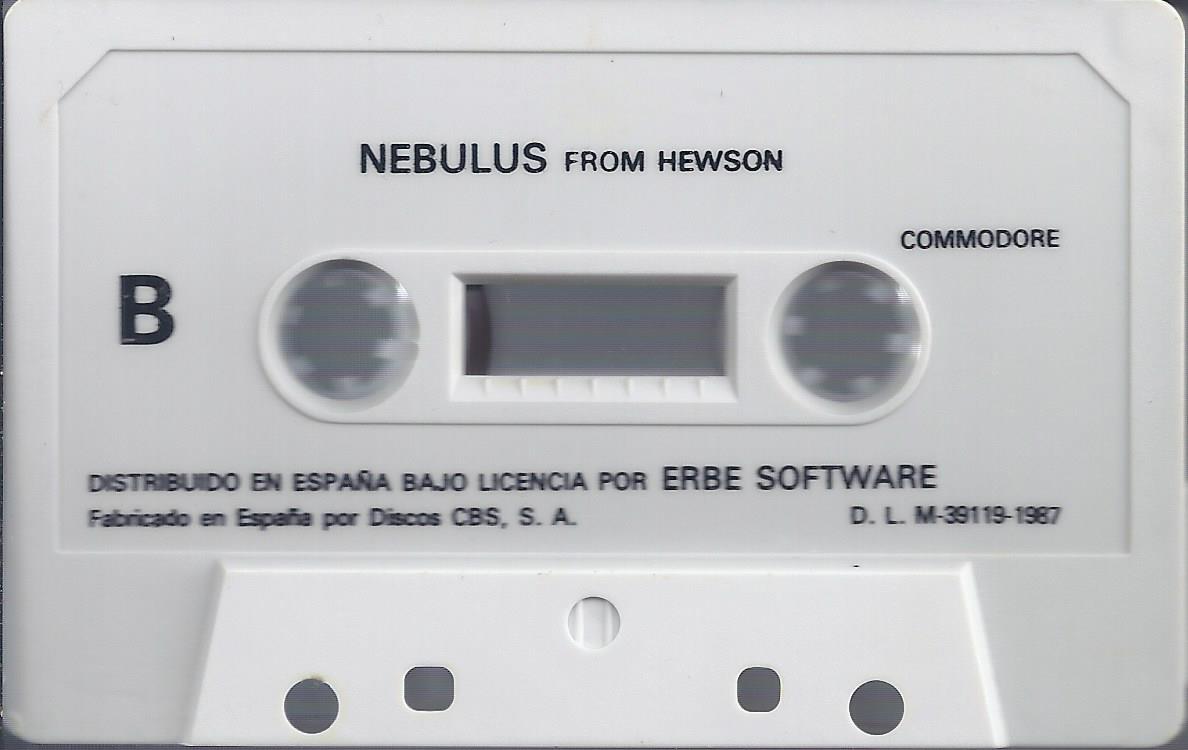 NEBULUS FROM HEWSON
COMMODORE
B
DISTRIBUIDO EN ESPAÑA BAJO LICENCIA POR ERBE SOFTWARE
Fabricado en España por Discos CBS, S. A.
D. L. M-39119-1987